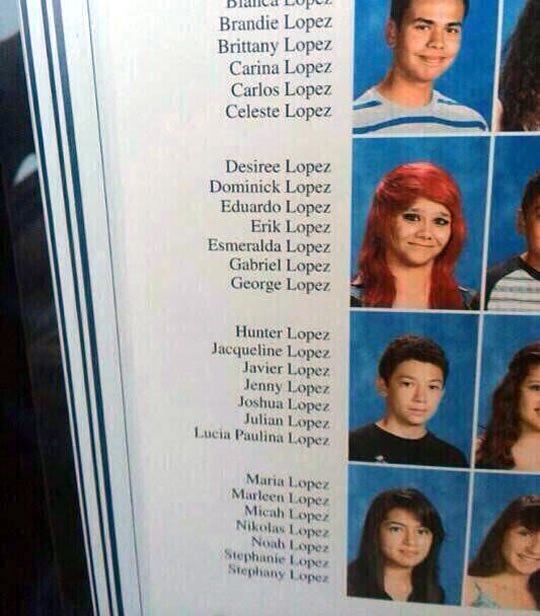 Bianca Lopez
Brandie Lopez
Brittany Lopez
Carina Lopez
Carlos Lopez
Celeste Lopez
Desiree Lopez
Dominick Lopez
Eduardo Lopez
Erik Lopez
Esmeralda Lopez
Gabriel Lopez
George Lopez
Hunter Lopez
Jacqueline Lopez
Javier Lopez
Jenny Lopez
Joshua Lopez
Julian Lopez
Lucia Paulina Lopez
Maria Lopez
Marleen Lopez
Micah Lopez
Nikolas Lopez
Noah Lopez
Stephanie Lopez
Stephany Lopez